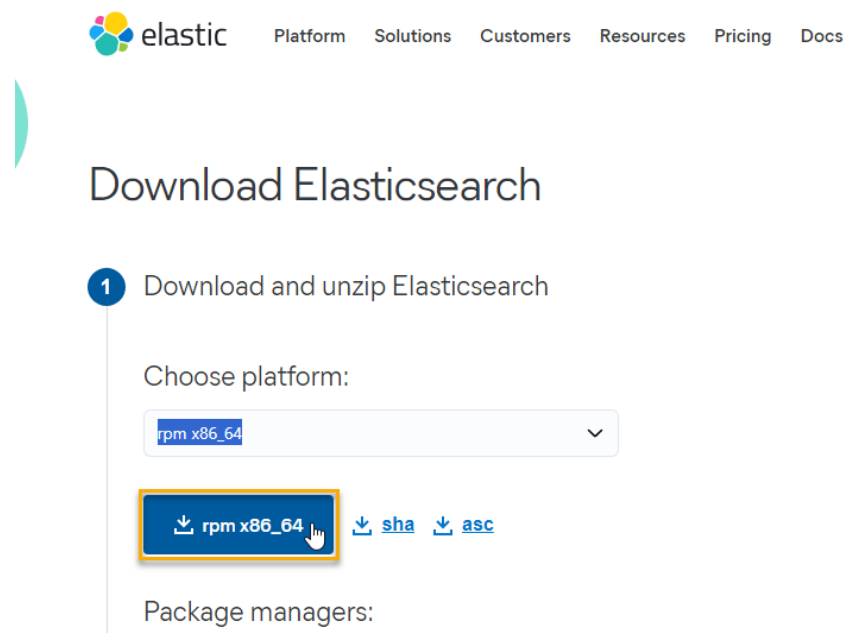 elastic Platform Solutions Customers Resources Pricing Docs
Download Elasticsearch
1 Download and unzip Elasticsearch
Choose platform:
rpm x86_64
rpm x86_64 sha asc
Package managers: